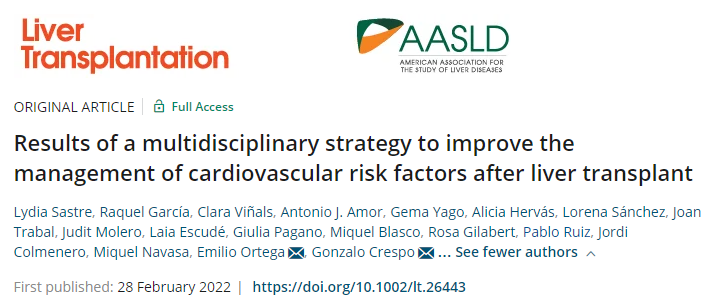 Liver
Transplantation
AASLD
AMERICAN ASSOCIATION FOR
THE STUDY OF LIVER DISEASES
ORIGINAL ARTICLE | Full Access
Results of a multidisciplinary strategy to improve the
management of cardiovascular risk factors after liver transplant
Lydia Sastre, Raquel García, Clara Viñals, Antonio J. Amor, Gema Yago, Alicia Hervás, Lorena Sánchez, Joan
Trabal, Judit Molero, Laia Escudé, Giulia Pagano, Miquel Blasco, Rosa Gilabert, Pablo Ruiz, Jordi
Colmenero, Miquel Navasa, Emilio Ortega, Gonzalo Crespo ... See fewer authors
First published: 28 February 2022 | https://doi.org/10.1002/lt.26443